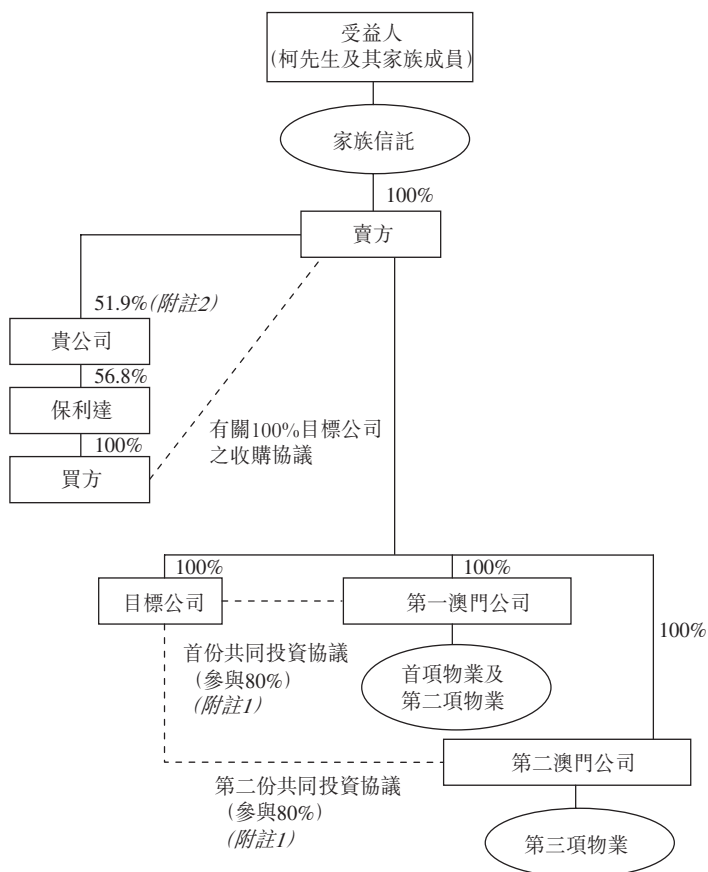 受益人
(柯先生及其家族成員)
家族信託
100%
賣方
51.9%(附註2)
貴公司
56.8%
保利達
100%
買方
有關100%目標公司
之收購協議
100%
100%
目標公司
第一澳門公司
100%
首份共同投資協議
(參與80%)
(附註1)
首項物業及
第二項物業
第二澳門公司
第二份共同投資協議
(參與80%)
(附註1)
第三項物業